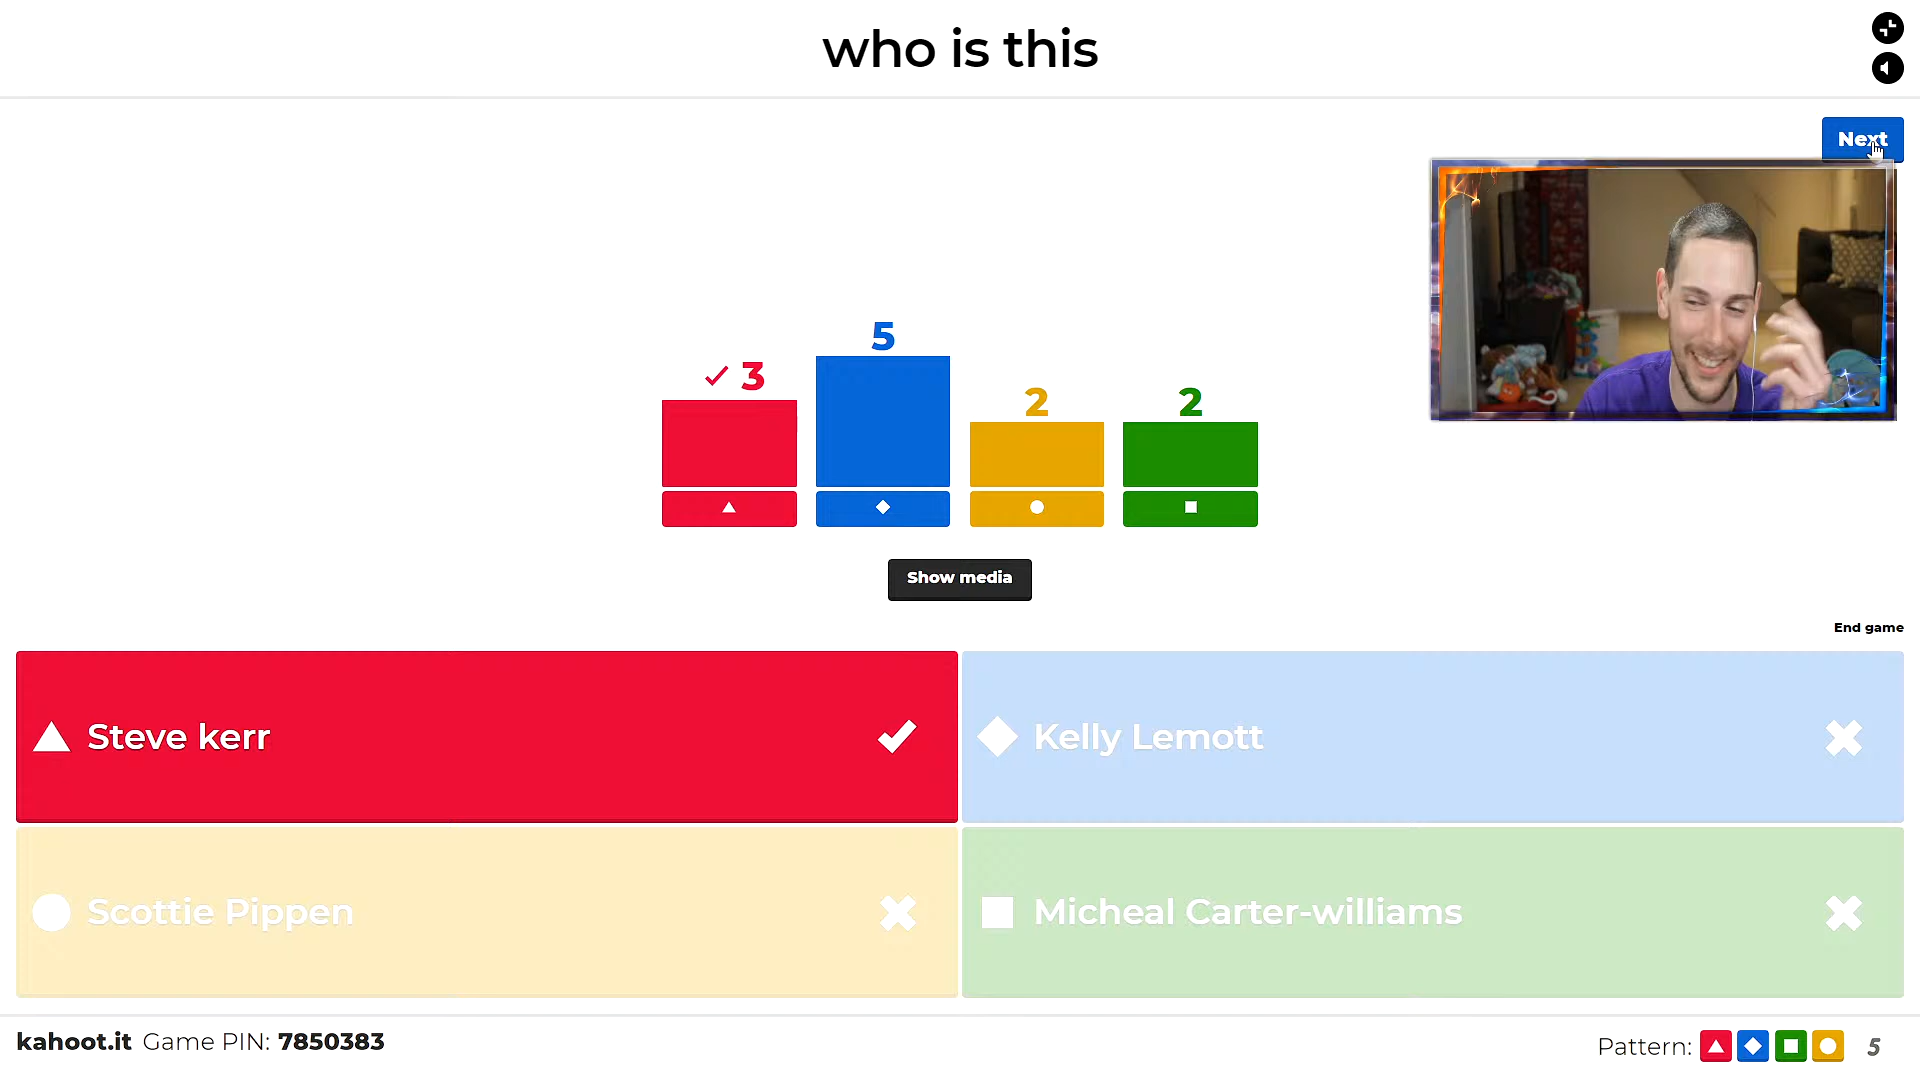 who is this
Next
3
5
2
2
Show media
End game
Steve kerr
Kelly Lemott
Scottie Pippen
Micheal Carter-williams
kahoot.it Game PIN: 7850383
Pattern: 5